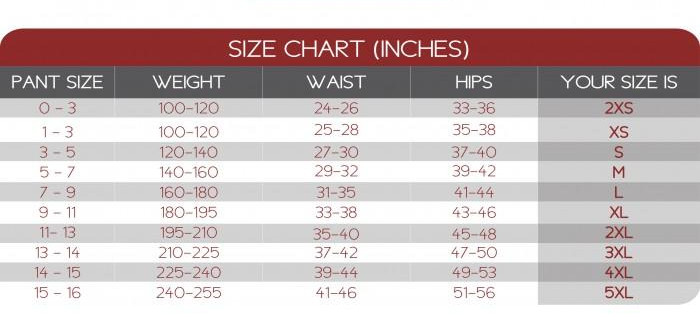 SIZE CHART (INCHES)
PANT SIZE WEIGHT WAIST HIPS YOUR SIZE IS
0 – 3 100–120 24–26 33–36 2XS
1 – 3 100–120 25–28 35–38 XS
3 – 5 120–140 27–30 37–40 S
5 – 7 140–160 29–32 39–42 M
7 – 9 160–180 31–35 41–44 L
9 – 11 180–195 33–38 43–46 XL
11– 13 195–210 35–40 45–48 2XL
13 – 14 210–225 37–42 47–50 3XL
14 – 15 225–240 39–44 49–53 4XL
15 – 16 240–255 41–46 51–56 5XL